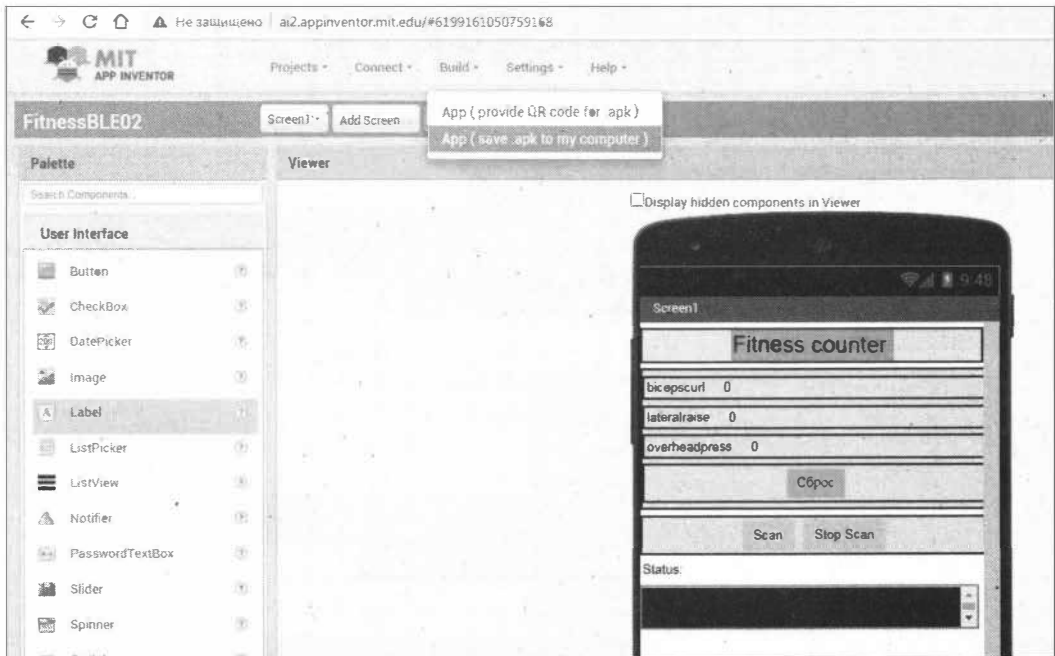 Не защищено | ai2.appinventor.mit.edu/#6199161050759168
MIT
APP INVENTOR
Projects Connect Build Settings Help
FitnessBLE02 Screen1 Add Screen
App ( provide QR code for .apk )
App ( save .apk to my computer )
Palette Viewer
Search Components...
Display hidden components in Viewer
User Interface
Button ?
CheckBox ?
DatePicker ?
Image ?
Label ?
ListPicker ?
ListView ?
Notifier ?
PasswordTextBox ?
Slider ?
Spinner ?
9:48
Screen1
Fitness counter
bicepscurl 0
lateralraise 0
overheadpress 0
Сброс
Scan Stop Scan
Status: